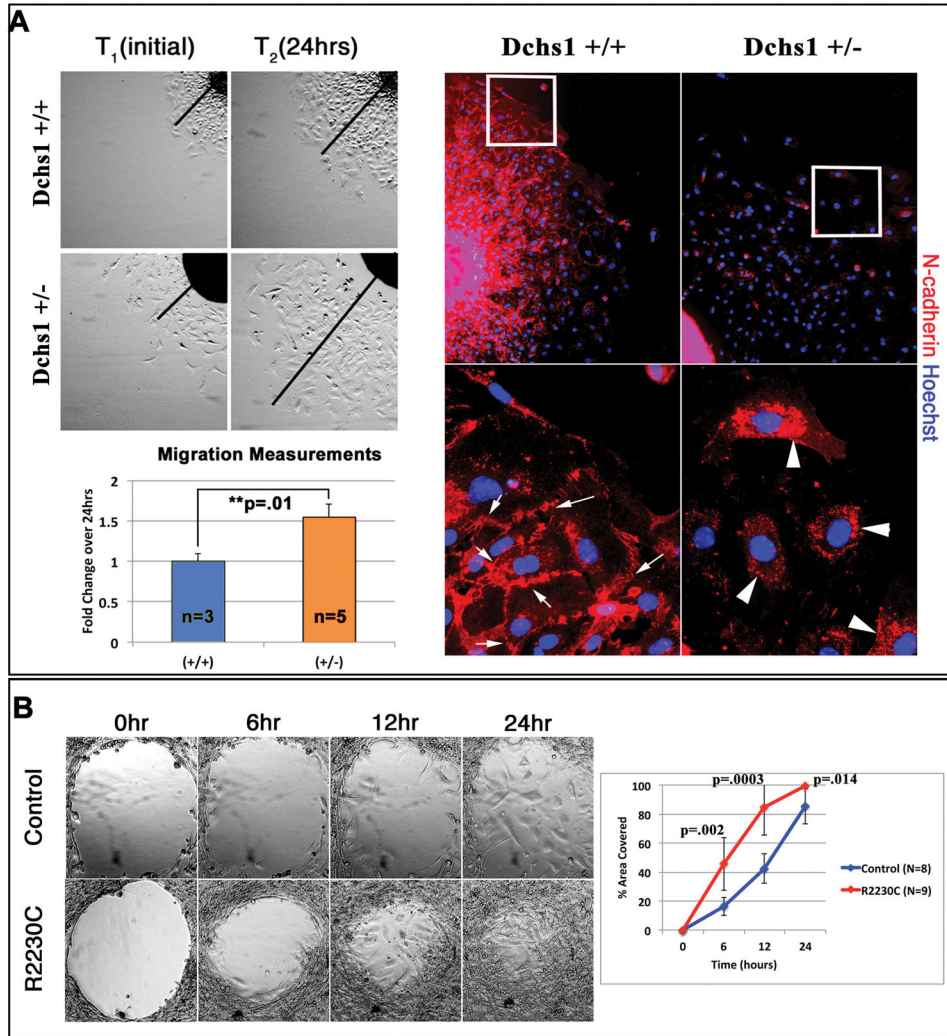 A
T1(initial)
T2(24hrs)
Dchs1 +/+
Dchs1 +/-
Migration Measurements
Fold Change over 24hrs
2
1.5
1
0.5
0
**p=.01
n=3
n=5
(+/+)
(+/-)
Dchs1 +/+
Dchs1 +/-
N-cadherin Hoechst
B
0hr
6hr
12hr
24hr
Control
R2230C
% Area Covered
100
80
60
40
20
0
p=.002
p=.0003
p=.014
0
6
12
24
Time (hours)
Control (N=8)
R2230C (N=9)